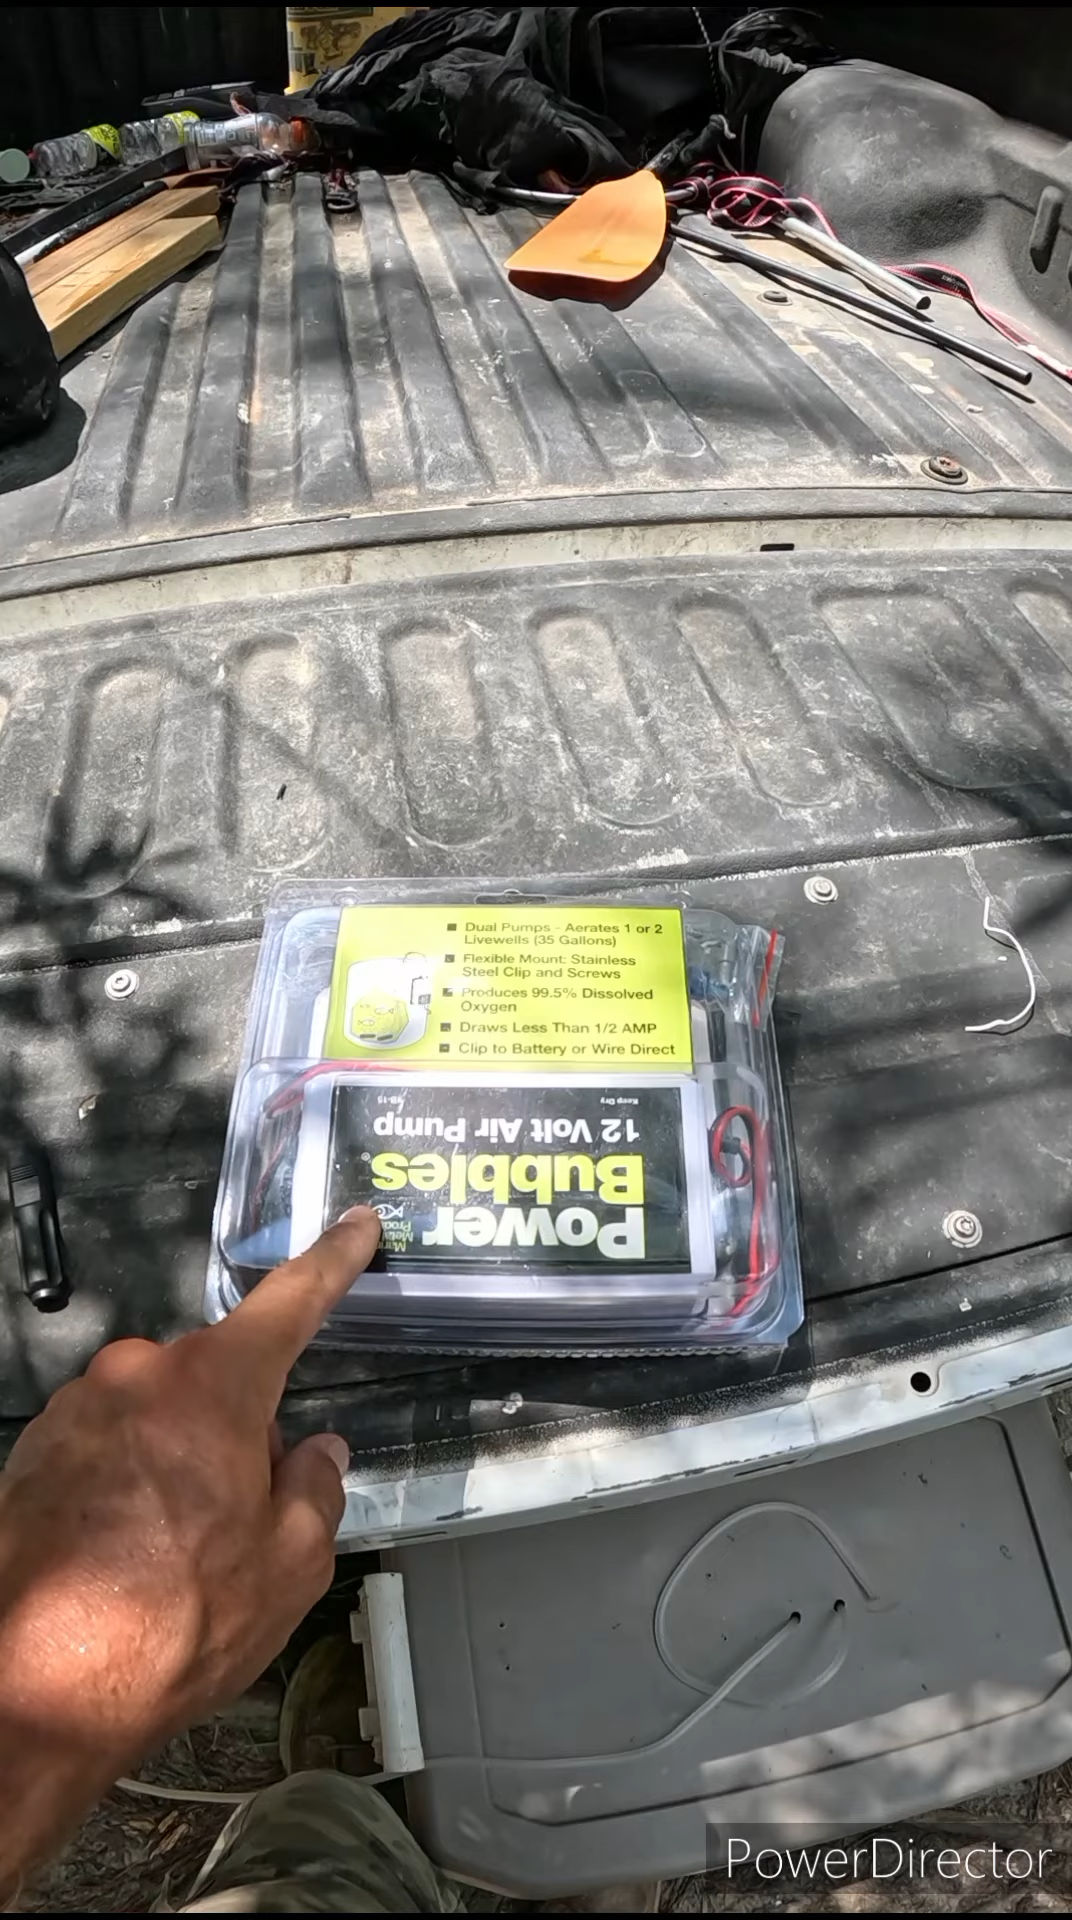 Dual Pumps - Aerates 1 or 2
Livewells (35 Gallons)
Flexible Mount: Stainless
Steel Clip and Screws
Produces 99.5% Dissolved
Oxygen
Draws Less Than 1/2 AMP
Clip to Battery or Wire Direct
Power
Bubbles®
12 Volt Air Pump
Keep Dry
PowerDirector